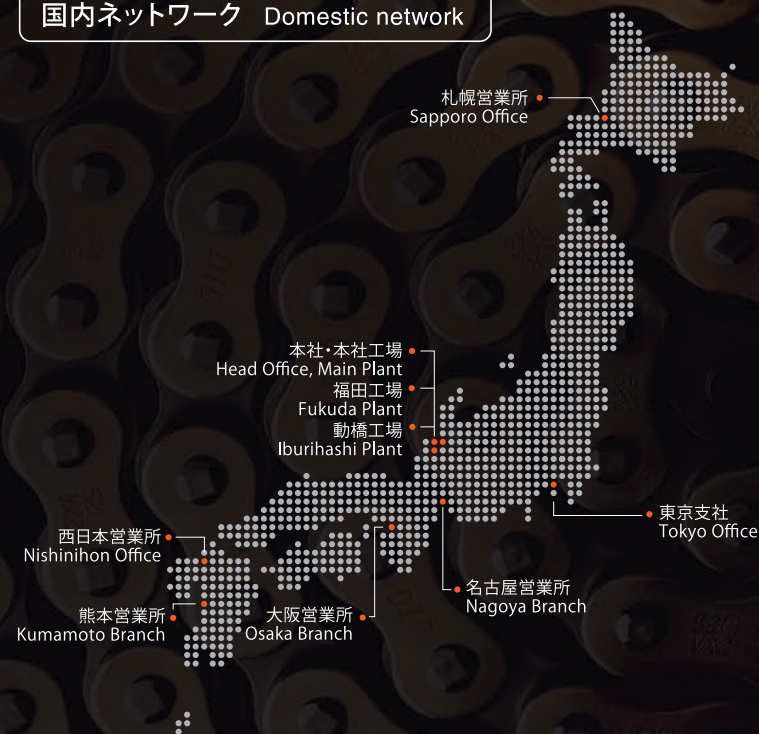 国内ネットワーク Domestic network
札幌営業所
Sapporo Office
本社・本社工場
Head Office, Main Plant
福田工場
Fukuda Plant
動橋工場
Iburihashi Plant
東京支社
Tokyo Office
西日本営業所
Nishinihon Office
名古屋営業所
Nagoya Branch
熊本営業所
Kumamoto Branch
大阪営業所
Osaka Branch